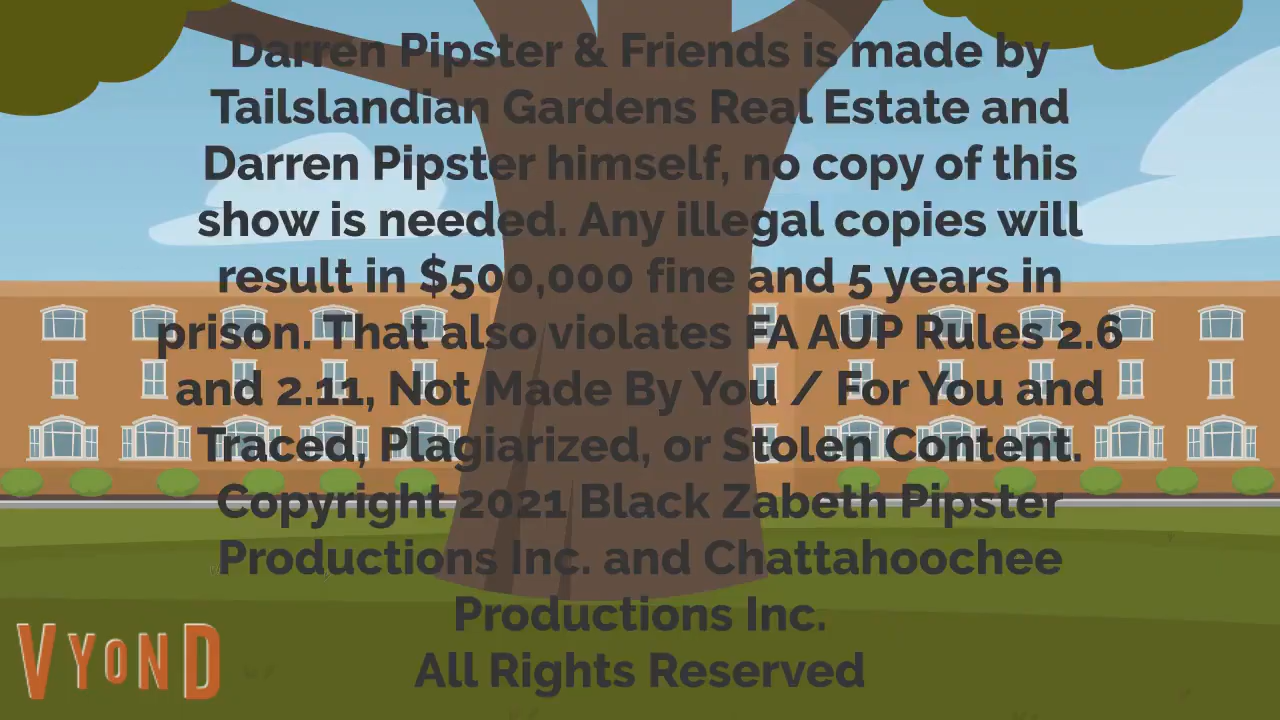 Darren Pipster & Friends is made by
Tailslandian Gardens Real Estate and
Darren Pipster himself, no copy of this
show is needed. Any illegal copies will
result in $500,000 fine and 5 years in
prison. That also violates FA AUP Rules 2.6
and 2.11, Not Made By You / For You and
Traced, Plagiarized, or Stolen Content.
Copyright 2021 Black Zabeth Pipster
Productions Inc. and Chattahoochee
Productions Inc.
All Rights Reserved
VYOND